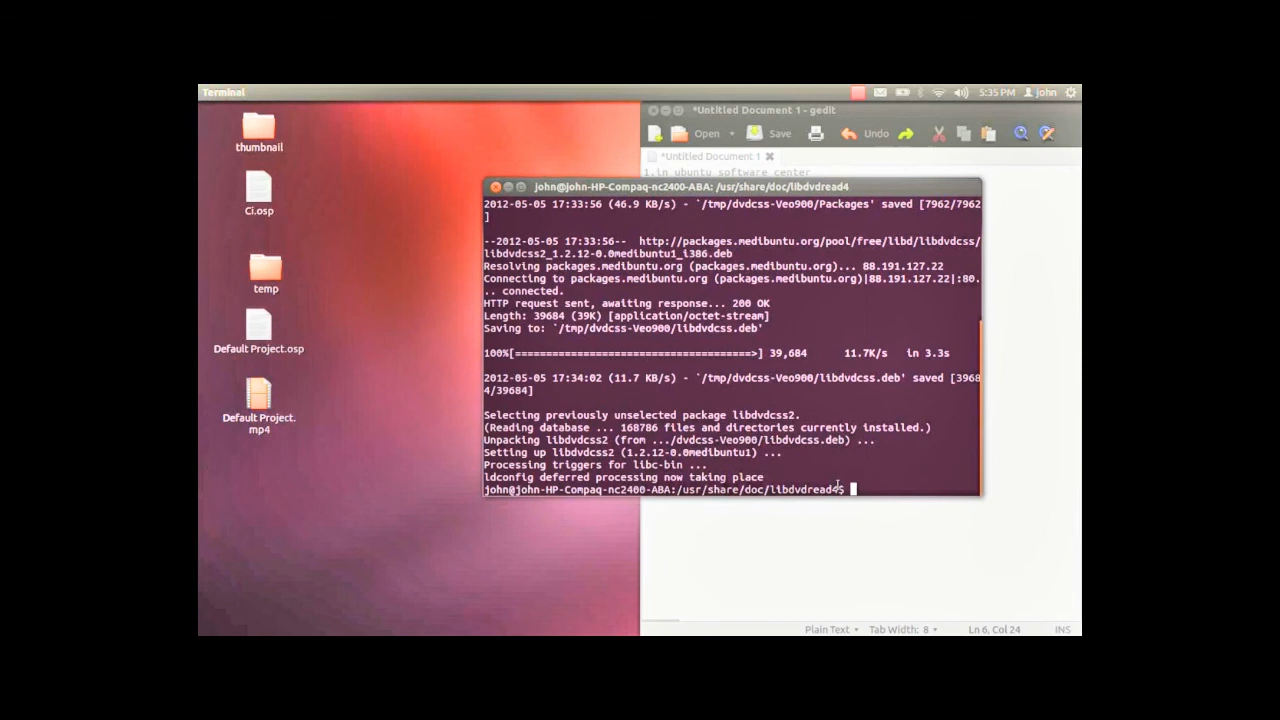 Terminal
5:35 PM john
thumbnail
Ci.osp
temp
Default Project.osp
Default Project.
mp4
*Untitled Document 1 - gedit
Open Save Undo
*Untitled Document 1
1.in ubuntu software center
john@john-HP-Compaq-nc2400-ABA: /usr/share/doc/libdvdread4
2012-05-05 17:33:56 (46.9 KB/s) - `/tmp/dvdcss-Veo900/Packages' saved [7962/7962
]
--2012-05-05 17:33:56-- http://packages.medibuntu.org/pool/free/libd/libdvdcss/
libdvdcss2_1.2.12-0.0medibuntu1_i386.deb
Resolving packages.medibuntu.org (packages.medibuntu.org)... 88.191.127.22
Connecting to packages.medibuntu.org (packages.medibuntu.org)|88.191.127.22|:80.
.. connected.
HTTP request sent, awaiting response... 200 OK
Length: 39684 (39K) [application/octet-stream]
Saving to: `/tmp/dvdcss-Veo900/libdvdcss.deb'
100%[======================================>] 39,684 11.7K/s in 3.3s
2012-05-05 17:34:02 (11.7 KB/s) - `/tmp/dvdcss-Veo900/libdvdcss.deb' saved [3968
4/39684]
Selecting previously unselected package libdvdcss2.
(Reading database ... 168786 files and directories currently installed.)
Unpacking libdvdcss2 (from .../dvdcss-Veo900/libdvdcss.deb) ...
Setting up libdvdcss2 (1.2.12-0.0medibuntu1) ...
Processing triggers for libc-bin ...
ldconfig deferred processing now taking place
john@john-HP-Compaq-nc2400-ABA:/usr/share/doc/libdvdread4$
Plain Text Tab Width: 8 Ln 6, Col 24 INS